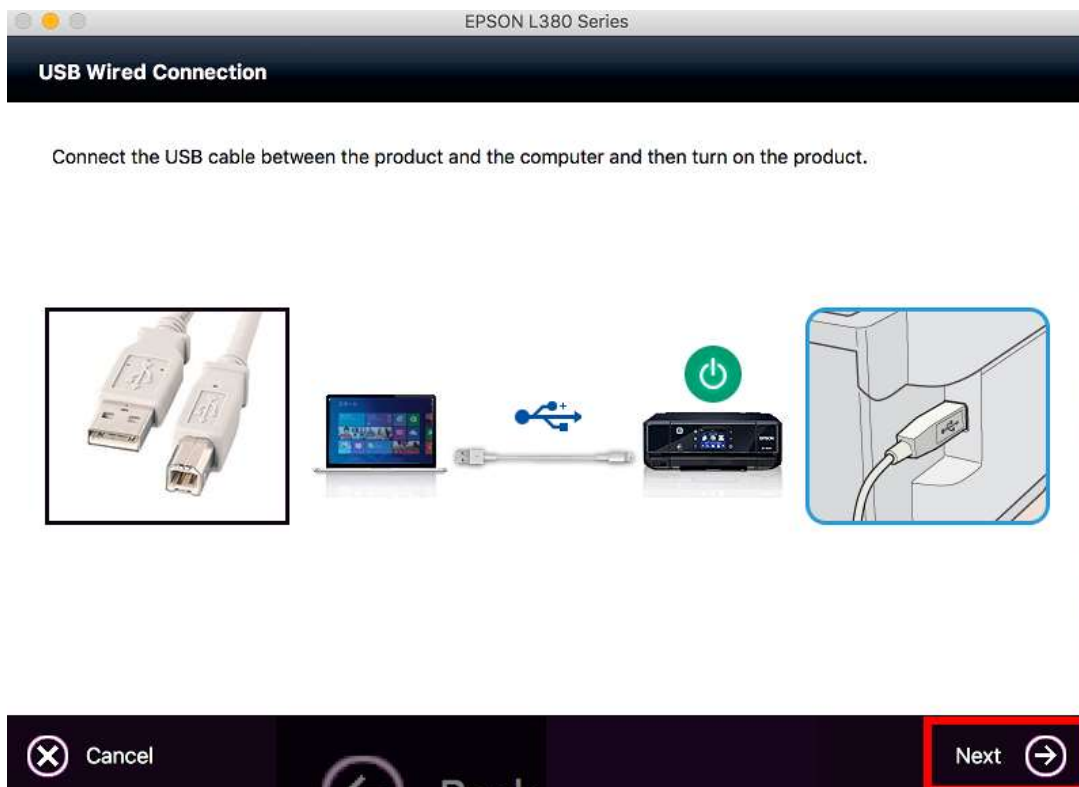 EPSON L380 Series
USB Wired Connection
Connect the USB cable between the product and the computer and then turn on the product.
EPSON
Cancel
Next